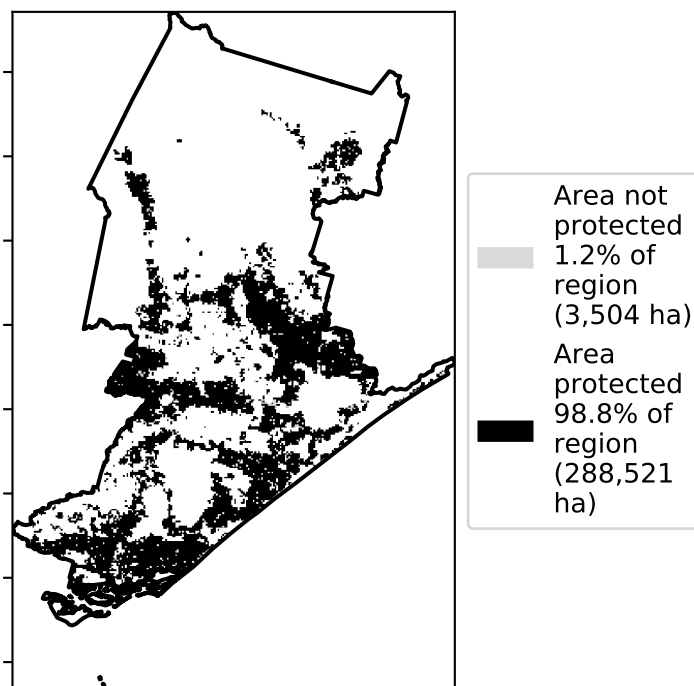 Area not
protected
1.2% of
region
(3,504 ha)
Area
protected
98.8% of
region
(288,521
ha)